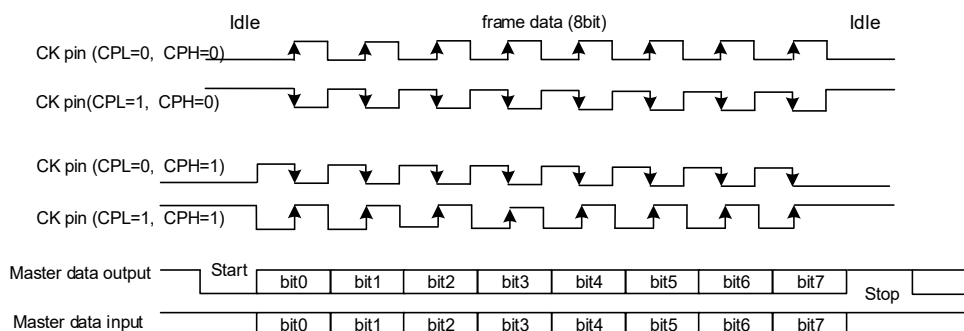 Idle frame data (8bit) Idle
CK pin (CPL=0, CPH=0)
CK pin(CPL=1, CPH=0)
CK pin (CPL=0, CPH=1)
CK pin (CPL=1, CPH=1)
Master data output Start bit0 bit1 bit2 bit3 bit4 bit5 bit6 bit7 Stop
Master data input bit0 bit1 bit2 bit3 bit4 bit5 bit6 bit7